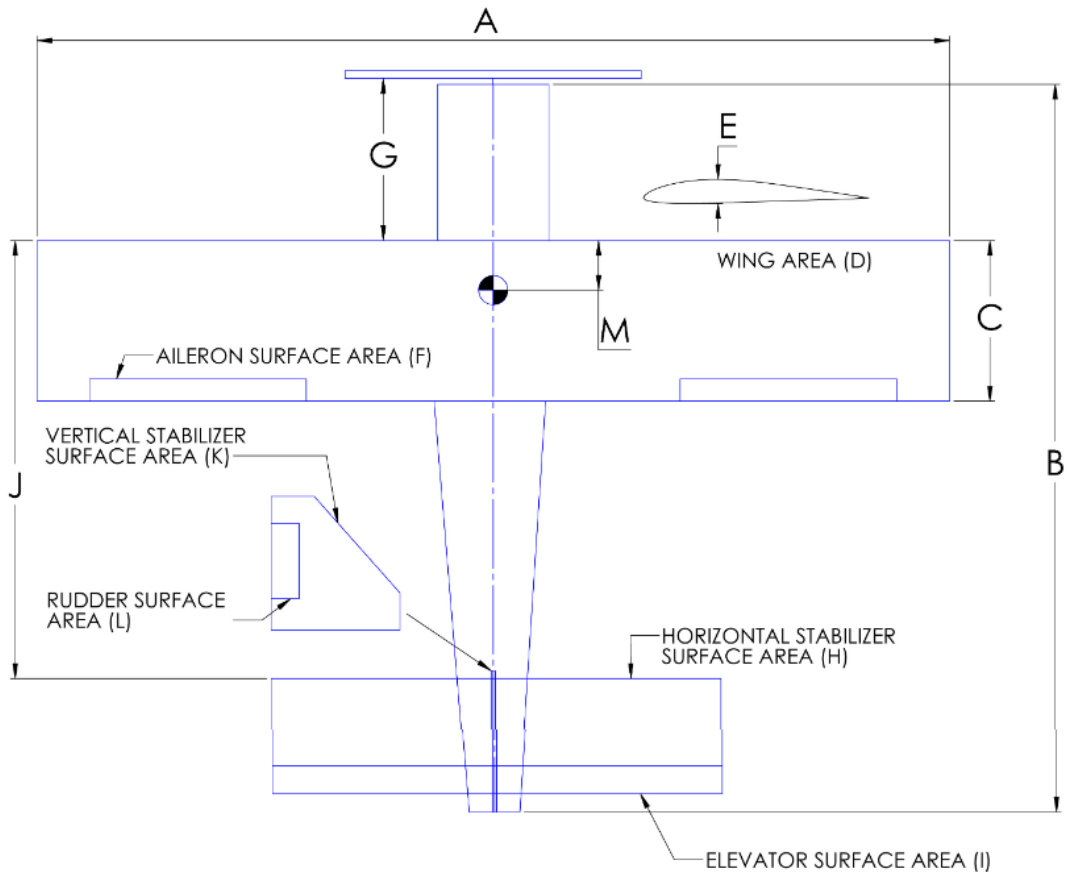 A
E
G
WING AREA (D)
C
M
AILERON SURFACE AREA (F)
VERTICAL STABILIZER
SURFACE AREA (K)
B
J
RUDDER SURFACE
AREA (L)
HORIZONTAL STABILIZER
SURFACE AREA (H)
ELEVATOR SURFACE AREA (I)